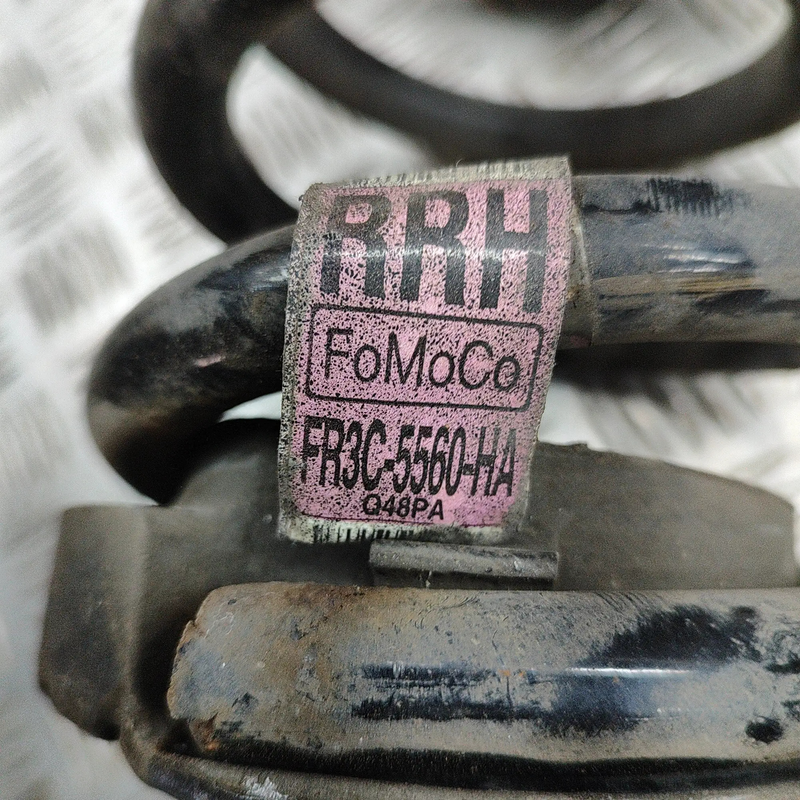 RRH
FoMoCo
FR3C-5560-HA
Q48PA